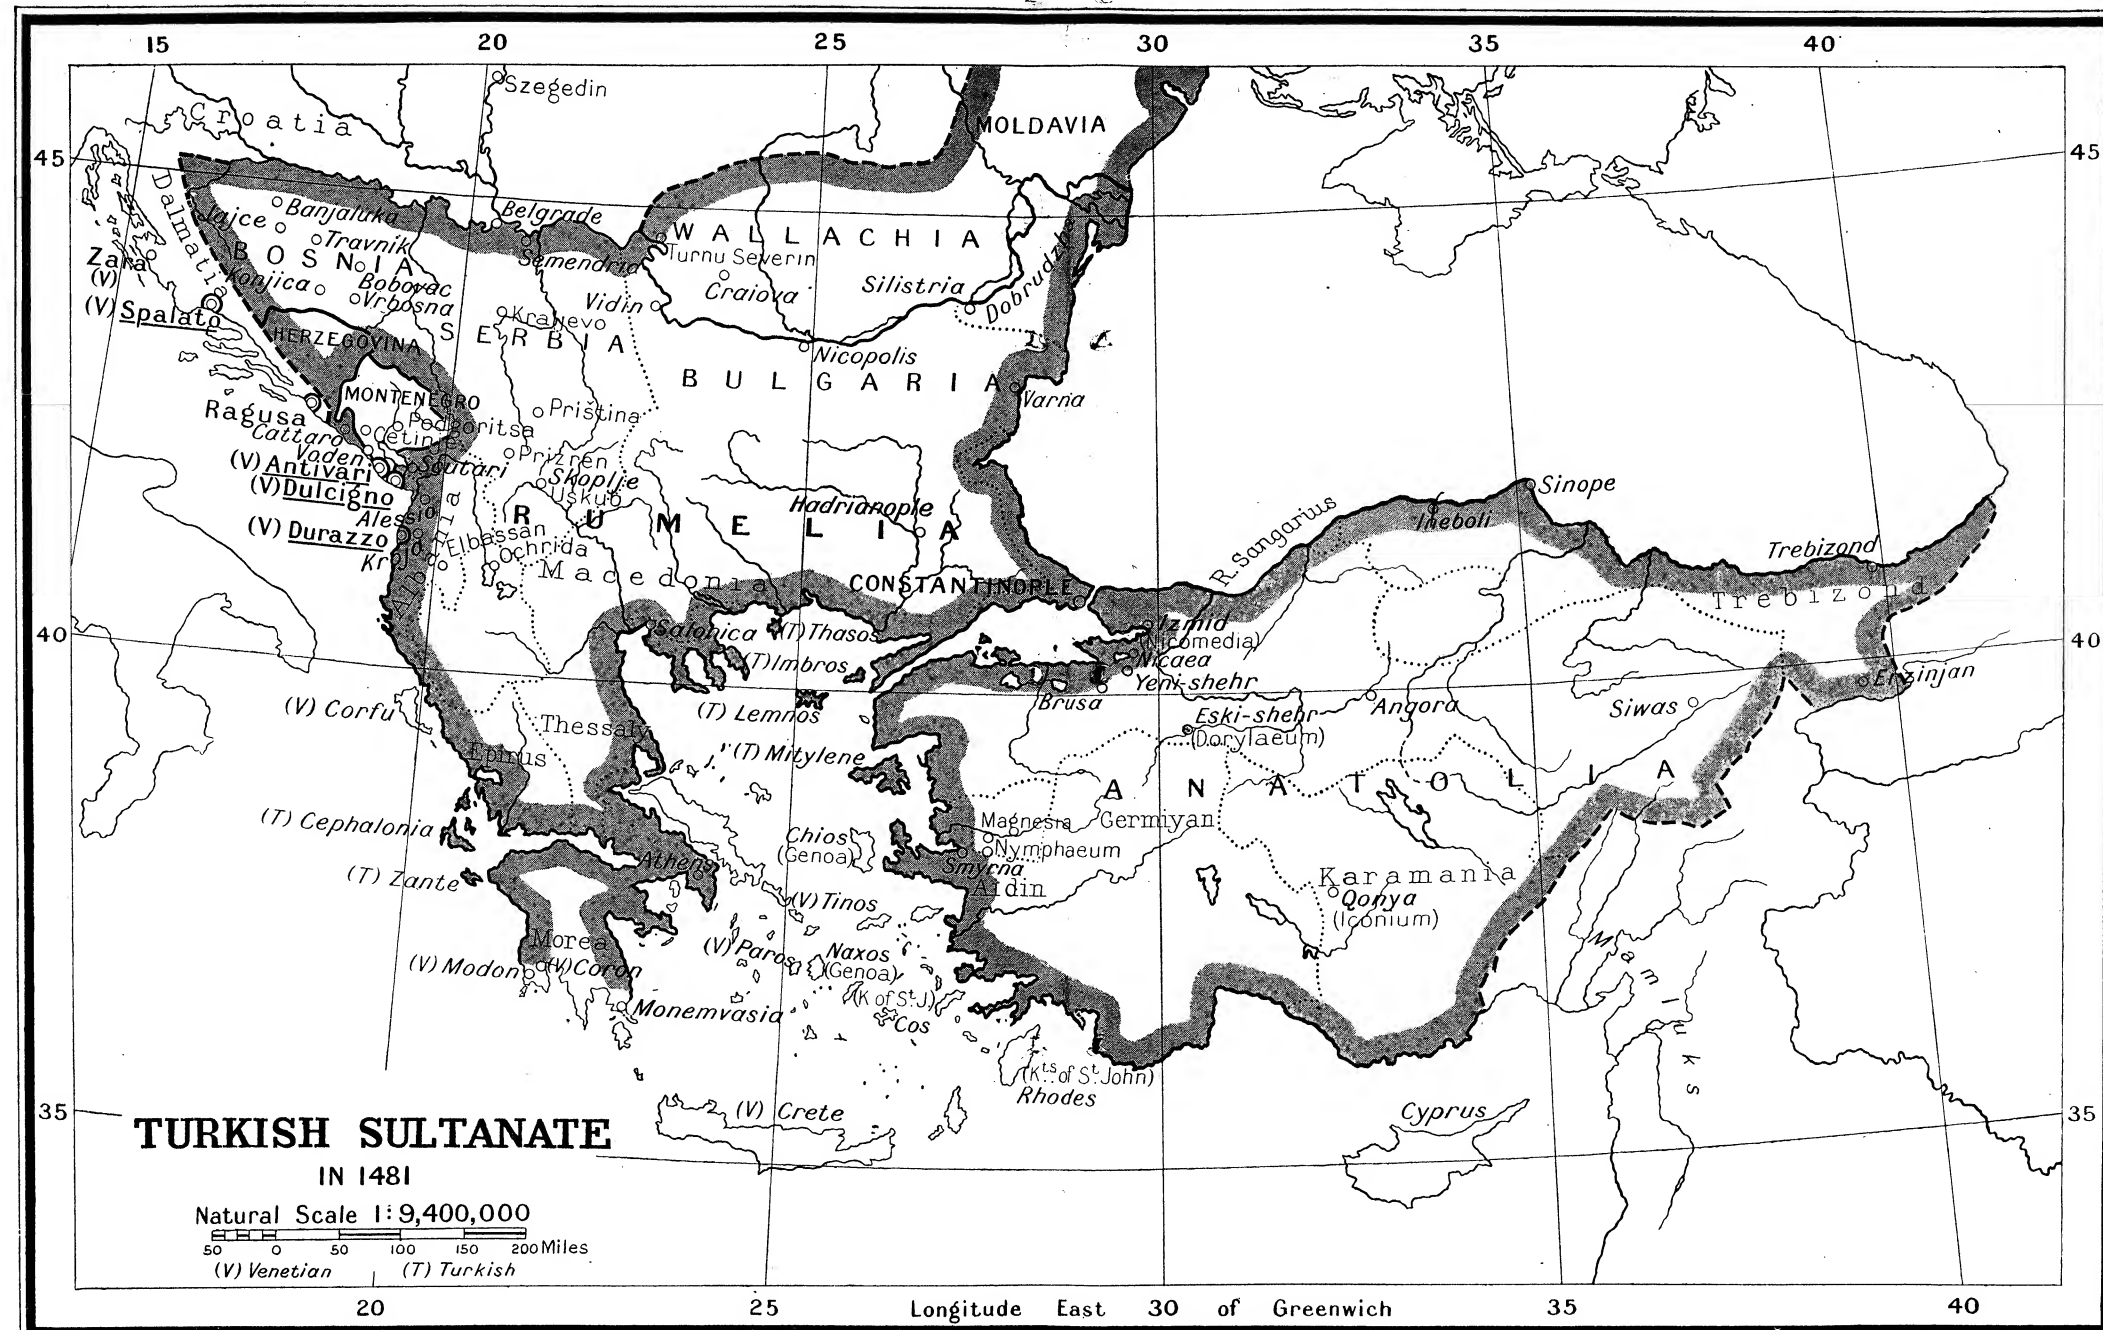 15 20 25 30 35 40
Szegedin
Croatia
MOLDAVIA
45 45
Dalmatia
Banjaluka
Jajce
Belgrade
Travnik
WALLACHIA
BOSNIA
Turnu Severin
Semendria
Zara
(V)
Konjica
Bobovac
Vrbosna
Craiova
Silistria
Dobrudzha
Vidin
(V) Spalato
Kraljevo
SERBIA
HERZEGOVINA
Nicopolis
BULGARIA
Varna
MONTENEGRO
Ragusa
Podgoritsa
Priština
Cattaro
Cetinje
Voden
Prizren
(V) Antivari
Scutari
Skoplje
Uskub
(V) Dulcigno
Hadrianople
Alessio
RUMELIA
(V) Durazzo
Elbassan
Ochrida
Kroja
Albania
Macedonia
CONSTANTINOPLE
R. Sangarius
Ineboli
Sinope
Trebizond
Trebizond
40 40
Salonica
(T) Thasos
Izmid
(Nicomedia)
(T) Imbros
Nicaea
Yeni-shehr
Brusa
Erzinjan
(V) Corfu
(T) Lemnos
Eski-shehr
(Dorylaeum)
Angora
Siwas
Thessaly
Epirus
(T) Mitylene
ANATOLIA
(T) Cephalonia
Chios
(Genoa)
Magnesia
Germiyan
Nymphaeum
Athens
Smyrna
Aidin
(T) Zante
(V) Tinos
Karamania
Qonya
(Iconium)
Morea
(V) Paros
Naxos
(Genoa)
(V) Modon
(V) Coron
(K of St. J)
Cos
Monemvasia
Mamluks
(Kts. of St. John)
Rhodes
35 35
(V) Crete
Cyprus
TURKISH SULTANATE
IN 1481
Natural Scale 1:9,400,000
50 0 50 100 150 200 Miles
(V) Venetian (T) Turkish
20 25 Longitude East 30 of Greenwich 35 40